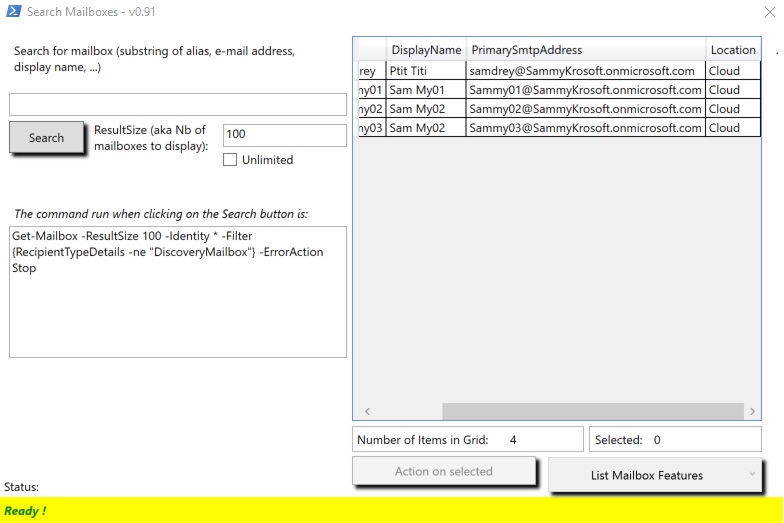 Search Mailboxes - v0.91
Search for mailbox (substring of alias, e-mail address,
display name, ...)
Search
ResultSize (aka Nb of
mailboxes to display):
100
Unlimited
The command run when clicking on the Search button is:
Get-Mailbox -ResultSize 100 -Identity * -Filter
{RecipientTypeDetails -ne "DiscoveryMailbox"} -ErrorAction
Stop
DisplayName PrimarySmtpAddress Location
rey Ptit Titi samdrey@SammyKrosoft.onmicrosoft.com Cloud
ny01 Sam My01 Sammy01@SammyKrosoft.onmicrosoft.com Cloud
ny02 Sam My02 Sammy02@SammyKrosoft.onmicrosoft.com Cloud
ny03 Sam My02 Sammy03@SammyKrosoft.onmicrosoft.com Cloud
Number of Items in Grid: 4
Selected: 0
Action on selected
List Mailbox Features
Status:
Ready !